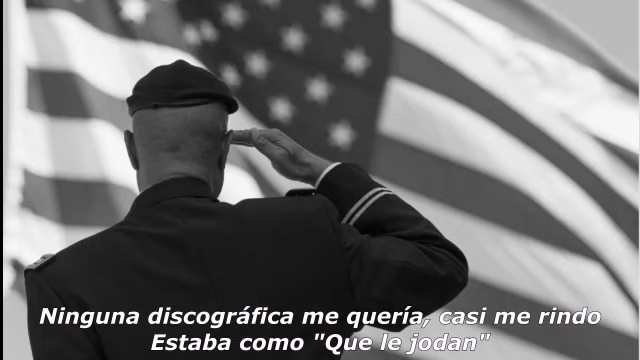 Ninguna discográfica me quería, casi me rindo
Estaba como "Que le jodan"